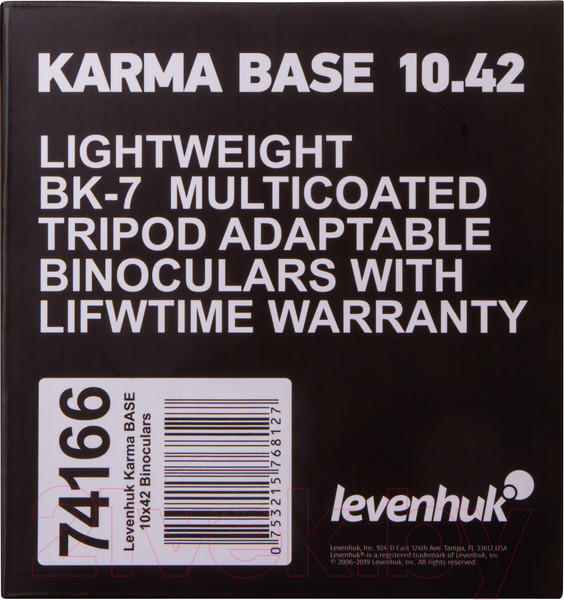 KARMA BASE 10.42
LIGHTWEIGHT
BK-7 MULTICOATED
TRIPOD ADAPTABLE
BINOCULARS WITH
LIFWTIME WARRANTY
74166
Levenhuk Karma BASE
10x42 Binoculars
0 753215 768127
levenhuk
Levenhuk, Inc. 924-D East 124th Ave. Tampa, FL 33612,USA
Levenhuk® is a registered trademark of Levenhuk, Inc.
© 2006-2019 Levenhuk, Inc. All rights reserved.
21vek.by